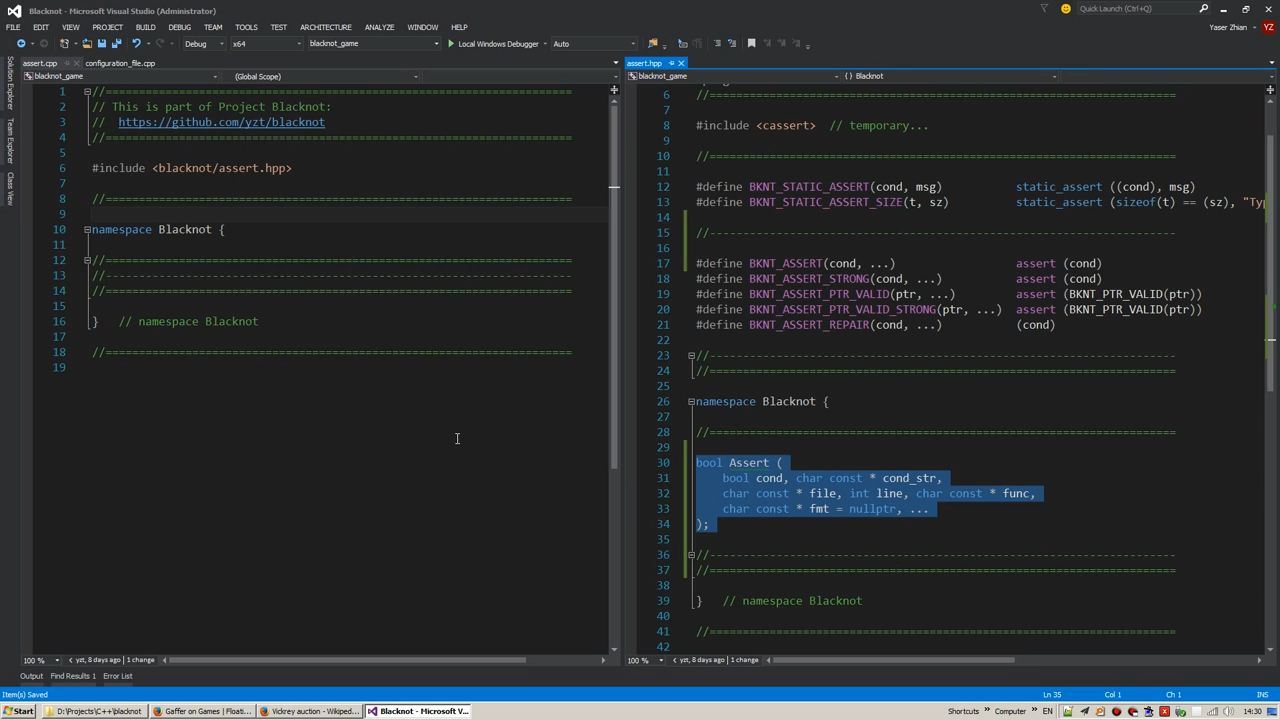 Blacknot - Microsoft Visual Studio (Administrator)
Quick Launch (Ctrl+Q)
FILE EDIT VIEW PROJECT BUILD DEBUG TEAM TOOLS TEST ARCHITECTURE ANALYZE WINDOW HELP
Yaser Zhian YZ
Debug x64 blacknot_game Local Windows Debugger Auto
Solution Explorer
Team Explorer
Class View
assert.cpp configuration_file.cpp
blacknot_game (Global Scope)
1 //======================================================================
2 // This is part of Project Blacknot:
3 //  https://github.com/yzt/blacknot
4 //======================================================================
5
6 #include <blacknot/assert.hpp>
7
8 //======================================================================
9
10 namespace Blacknot {
11
12 //======================================================================
13 //----------------------------------------------------------------------
14 //======================================================================
15
16 }   // namespace Blacknot
17
18 //======================================================================
19
100 % yzt, 8 days ago | 1 change
assert.hpp
blacknot_game {} Blacknot
6 //======================================================================
7
8 #include <cassert>  // temporary...
9
10 //======================================================================
11
12 #define BKNT_STATIC_ASSERT(cond, msg) static_assert ((cond), msg)
13 #define BKNT_STATIC_ASSERT_SIZE(t, sz) static_assert (sizeof(t) == (sz), "Typ
14
15 //----------------------------------------------------------------------
16
17 #define BKNT_ASSERT(cond, ...) assert (cond)
18 #define BKNT_ASSERT_STRONG(cond, ...) assert (cond)
19 #define BKNT_ASSERT_PTR_VALID(ptr, ...) assert (BKNT_PTR_VALID(ptr))
20 #define BKNT_ASSERT_PTR_VALID_STRONG(ptr, ...) assert (BKNT_PTR_VALID(ptr))
21 #define BKNT_ASSERT_REPAIR(cond, ...) (cond)
22
23 //----------------------------------------------------------------------
24 //======================================================================
25
26 namespace Blacknot {
27
28 //======================================================================
29
30 bool Assert (
31     bool cond, char const * cond_str,
32     char const * file, int line, char const * func,
33     char const * fmt = nullptr, ...
34 );
35
36 //----------------------------------------------------------------------
37 //======================================================================
38
39 }   // namespace Blacknot
40
41 //======================================================================
42
100 % yzt, 8 days ago | 1 change
Output Find Results 1 Error List
Item(s) Saved Ln 35 Col 1 Ch 1 INS
Start D:\Projects\C++\blacknot Gaffer on Games | Floati... Vickrey auction - Wikiped... Blacknot - Microsoft V... Shortcuts » Computer » EN 14:30